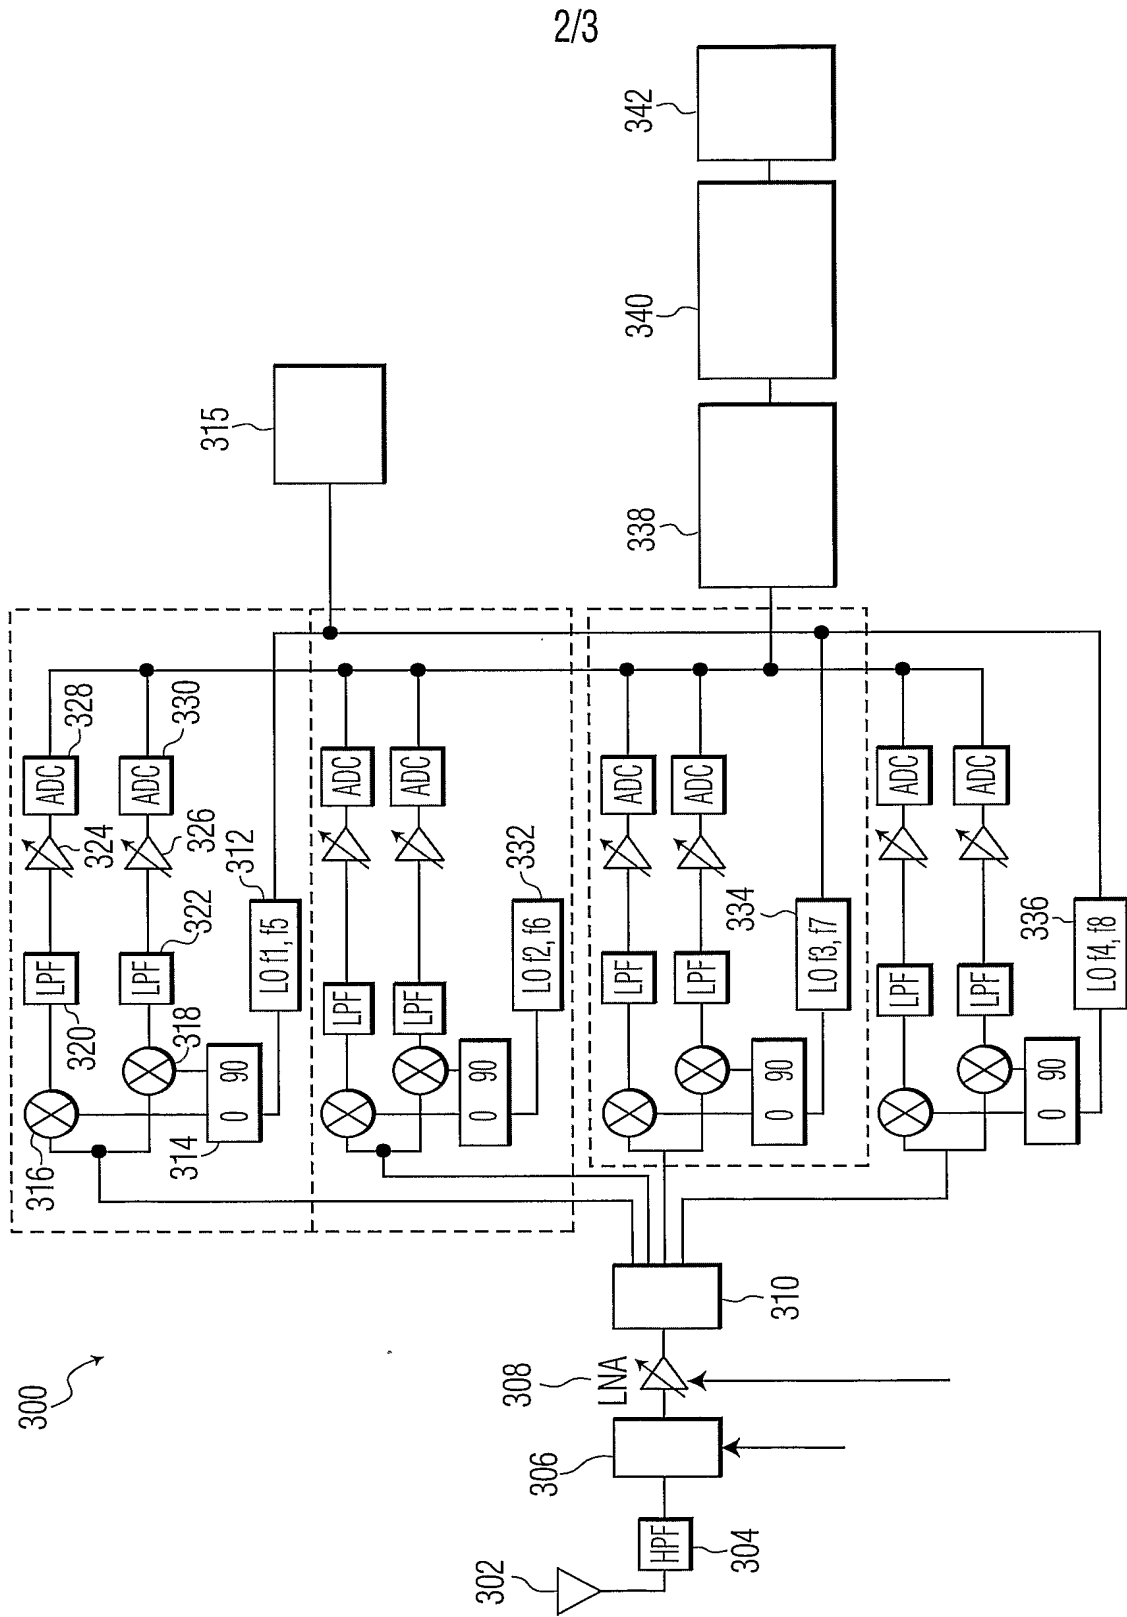 2/3
342
340
338
315
328
330
ADC
ADC
ADC
ADC
ADC
ADC
ADC
ADC
324
326
312
332
334
336
322
LPF
LPF
LPF
LPF
LPF
LPF
LPF
LPF
320
318
LO f1, f5
LO f2, f6
LO f3, f7
LO f4, f8
0 90
0 90
0 90
0 90
316
314
310
300
308
LNA
306
HPF
304
302